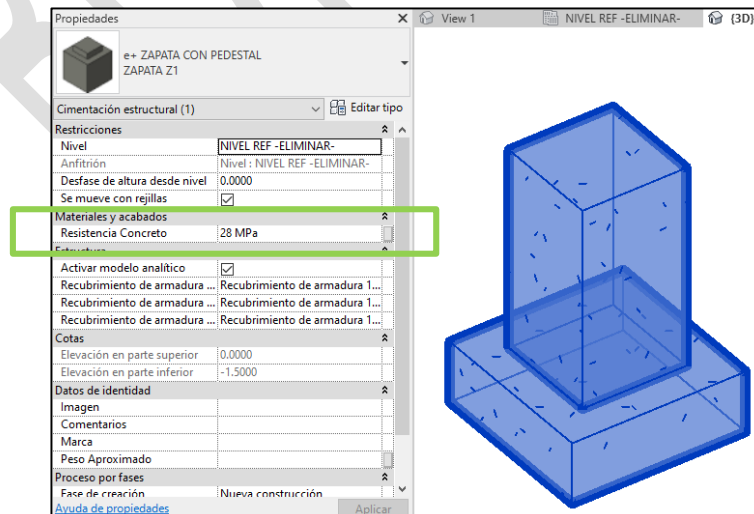 Propiedades
View 1
NIVEL REF -ELIMINAR-
{3D}
e+ ZAPATA CON PEDESTAL
ZAPATA Z1
Cimentación estructural (1)
Editar tipo
Restricciones
Nivel NIVEL REF -ELIMINAR-
Anfitrión Nivel : NIVEL REF -ELIMINAR-
Desfase de altura desde nivel 0.0000
Se mueve con rejillas
Materiales y acabados
Resistencia Concreto 28 MPa
Estructura
Activar modelo analítico
Recubrimiento de armadura ... Recubrimiento de armadura 1...
Recubrimiento de armadura ... Recubrimiento de armadura 1...
Recubrimiento de armadura ... Recubrimiento de armadura 1...
Cotas
Elevación en parte superior 0.0000
Elevación en parte inferior -1.5000
Datos de identidad
Imagen
Comentarios
Marca
Peso Aproximado
Proceso por fases
Fase de creación Nueva construcción
Ayuda de propiedades
Aplicar